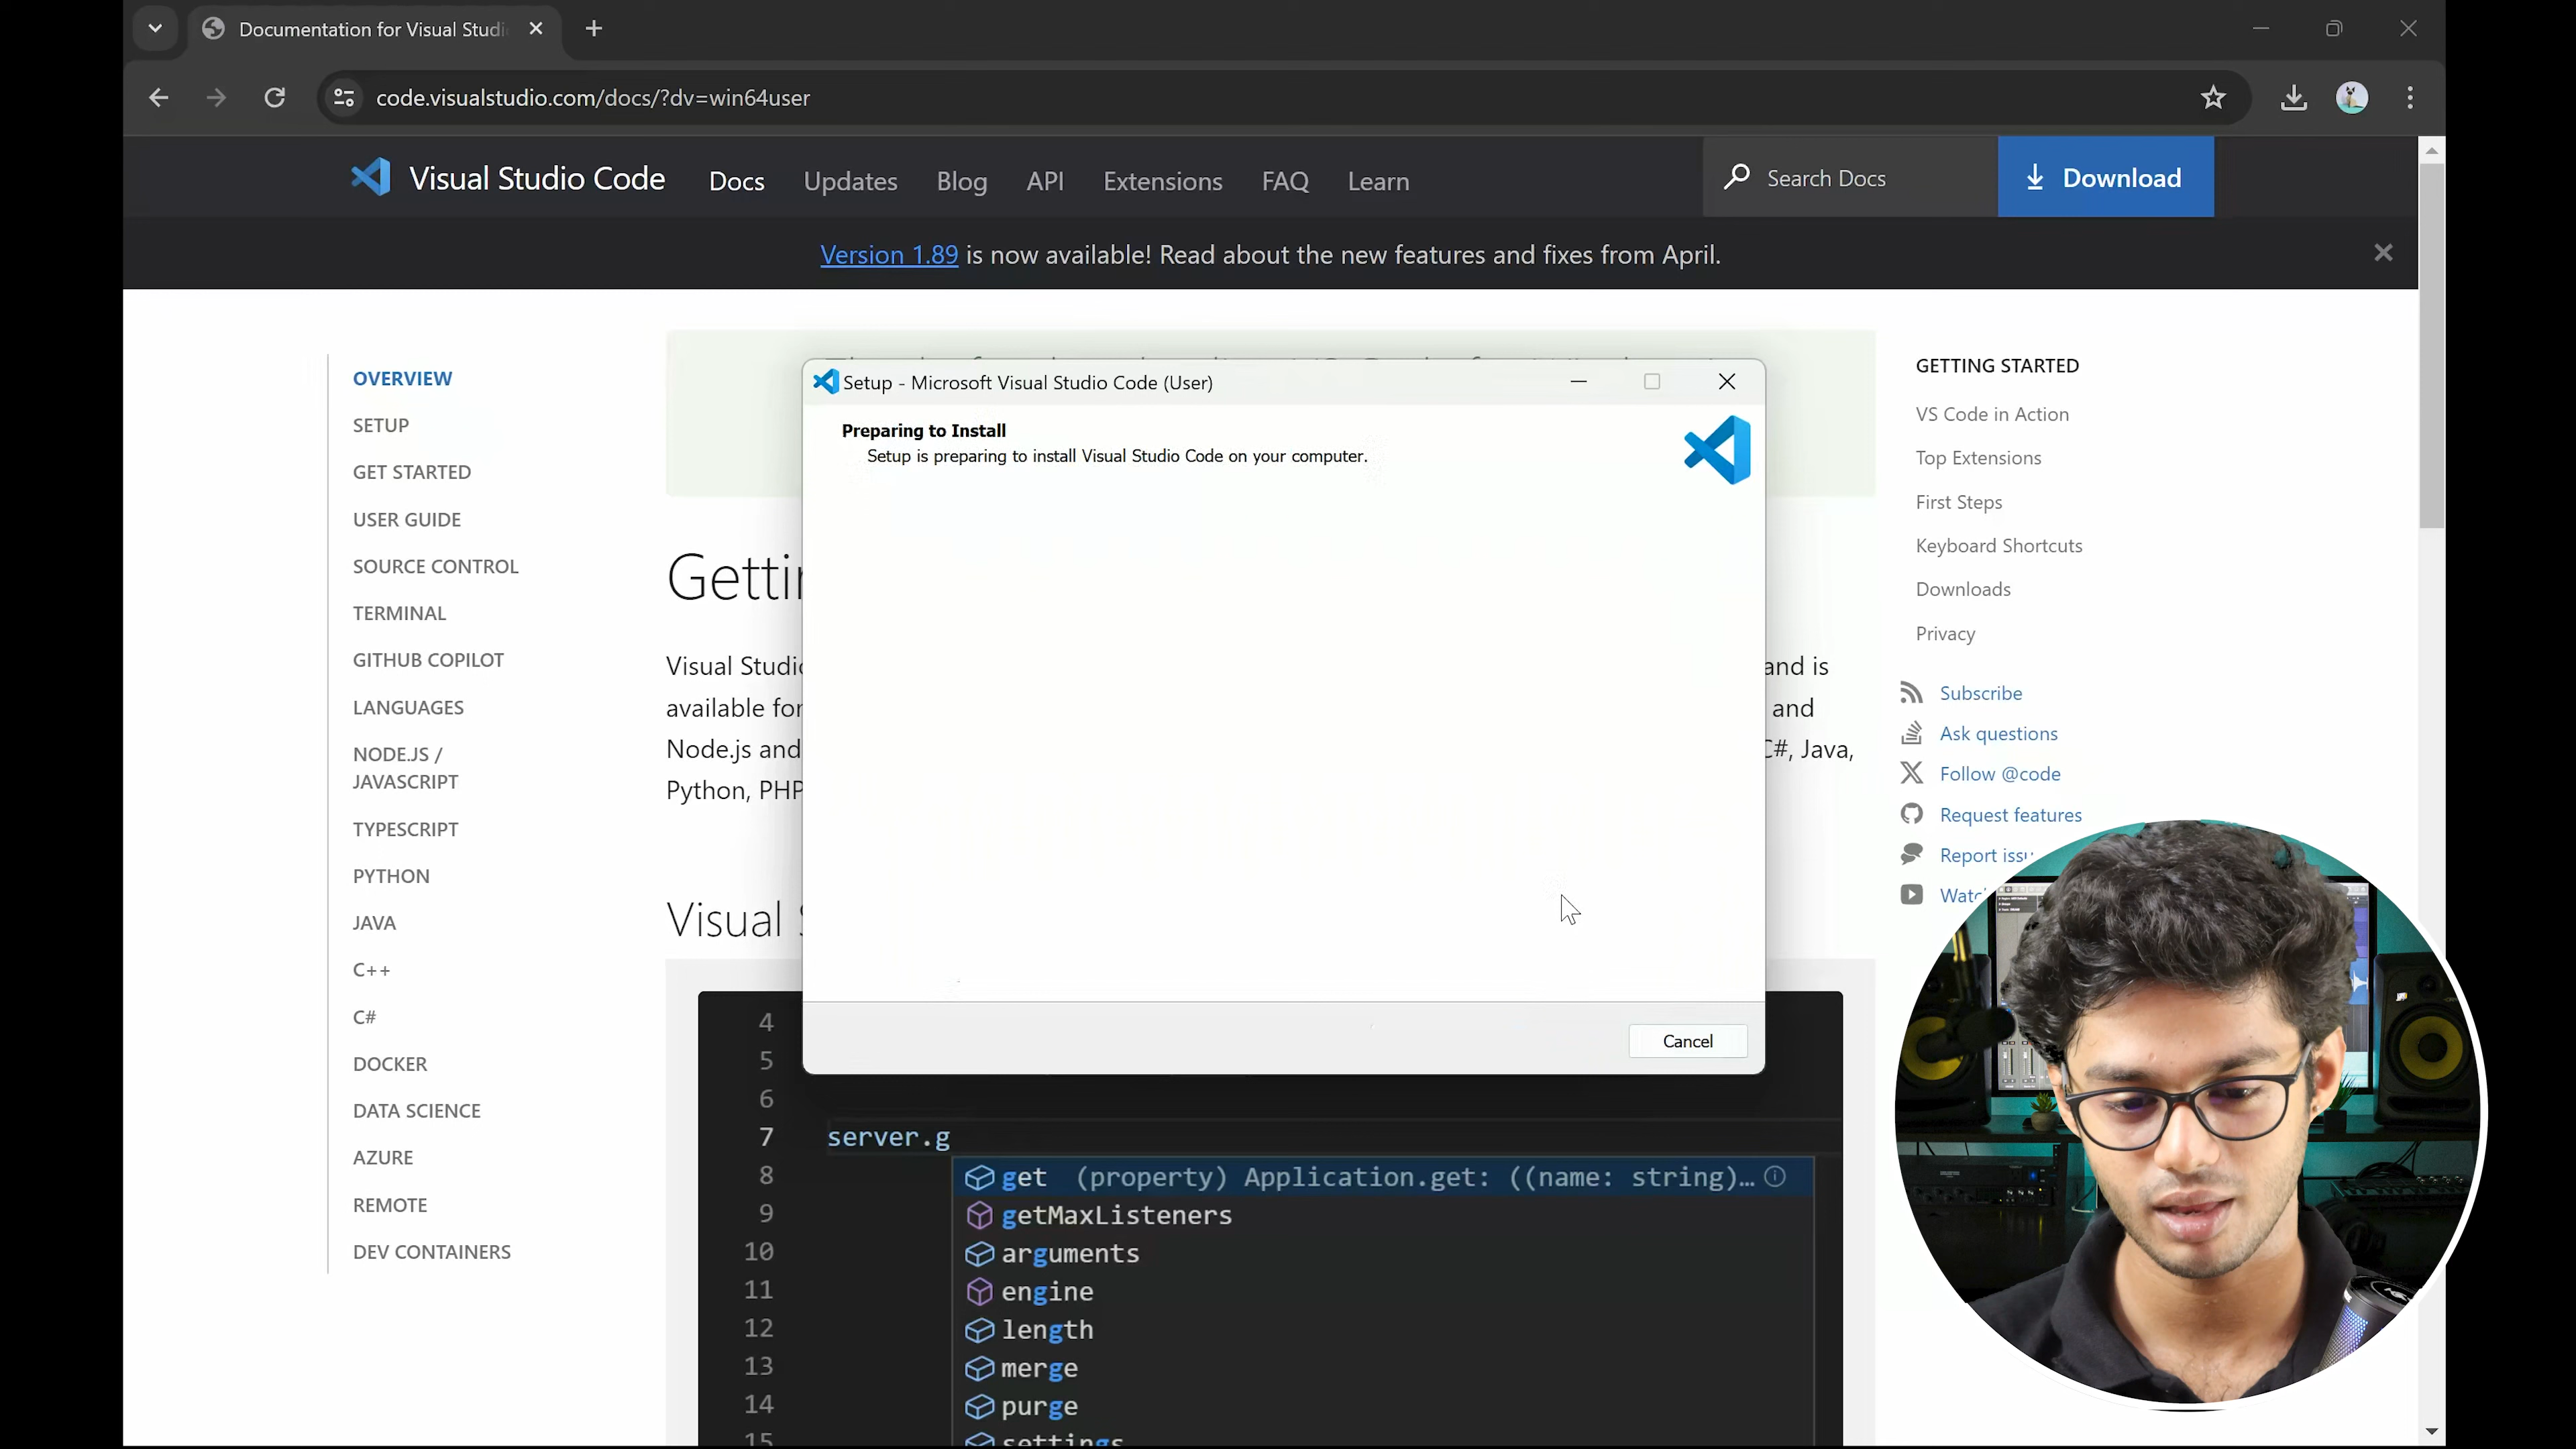 Documentation for Visual Studi
code.visualstudio.com/docs/?dv=win64user
Visual Studio Code
Docs
Updates
Blog
API
Extensions
FAQ
Learn
Search Docs
Download
Version 1.89 is now available! Read about the new features and fixes from April.
OVERVIEW
SETUP
GET STARTED
USER GUIDE
SOURCE CONTROL
TERMINAL
GITHUB COPILOT
LANGUAGES
NODE.JS /
JAVASCRIPT
TYPESCRIPT
PYTHON
JAVA
C++
C#
DOCKER
DATA SCIENCE
AZURE
REMOTE
DEV CONTAINERS
Setup - Microsoft Visual Studio Code (User)
Preparing to Install
Setup is preparing to install Visual Studio Code on your computer.
Cancel
Gettin
Visual Studio and is
available for and
Node.js and C#, Java,
Python, PHP
Visual S
4
5
6
7 server.g
8 get (property) Application.get: ((name: string)…
9 getMaxListeners
10 arguments
11 engine
12 length
13 merge
14 purge
15 settings
GETTING STARTED
VS Code in Action
Top Extensions
First Steps
Keyboard Shortcuts
Downloads
Privacy
Subscribe
Ask questions
Follow @code
Request features
Report issu
Watc